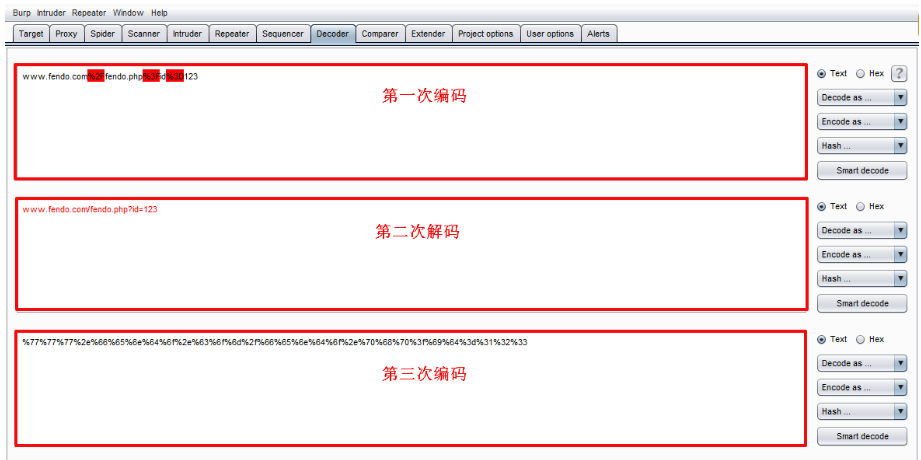 Burp Intruder Repeater Window Help
Target Proxy Spider Scanner Intruder Repeater Sequencer Decoder Comparer Extender Project options User options Alerts
www.fendo.com%2Ffendo.php%3Fid%3D123
第一次编码
Text Hex ?
Decode as ...
Encode as ...
Hash ...
Smart decode
www.fendo.com/fendo.php?id=123
第二次解码
Text Hex
Decode as ...
Encode as ...
Hash ...
Smart decode
%77%77%77%2e%66%65%6e%64%6f%2e%63%6f%6d%2f%66%65%6e%64%6f%2e%70%68%70%3f%69%64%3d%31%32%33
第三次编码
Text Hex
Decode as ...
Encode as ...
Hash ...
Smart decode